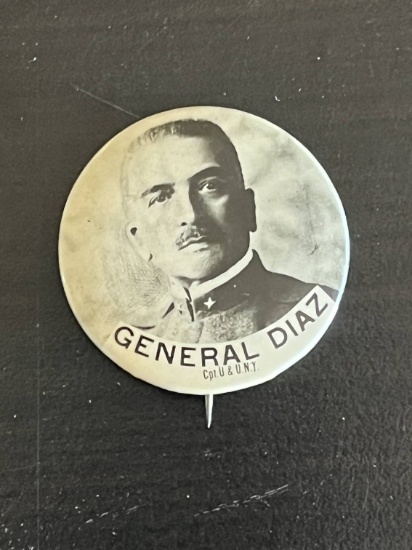 GENERAL DIAZ
Cpt. U & U. N.Y.